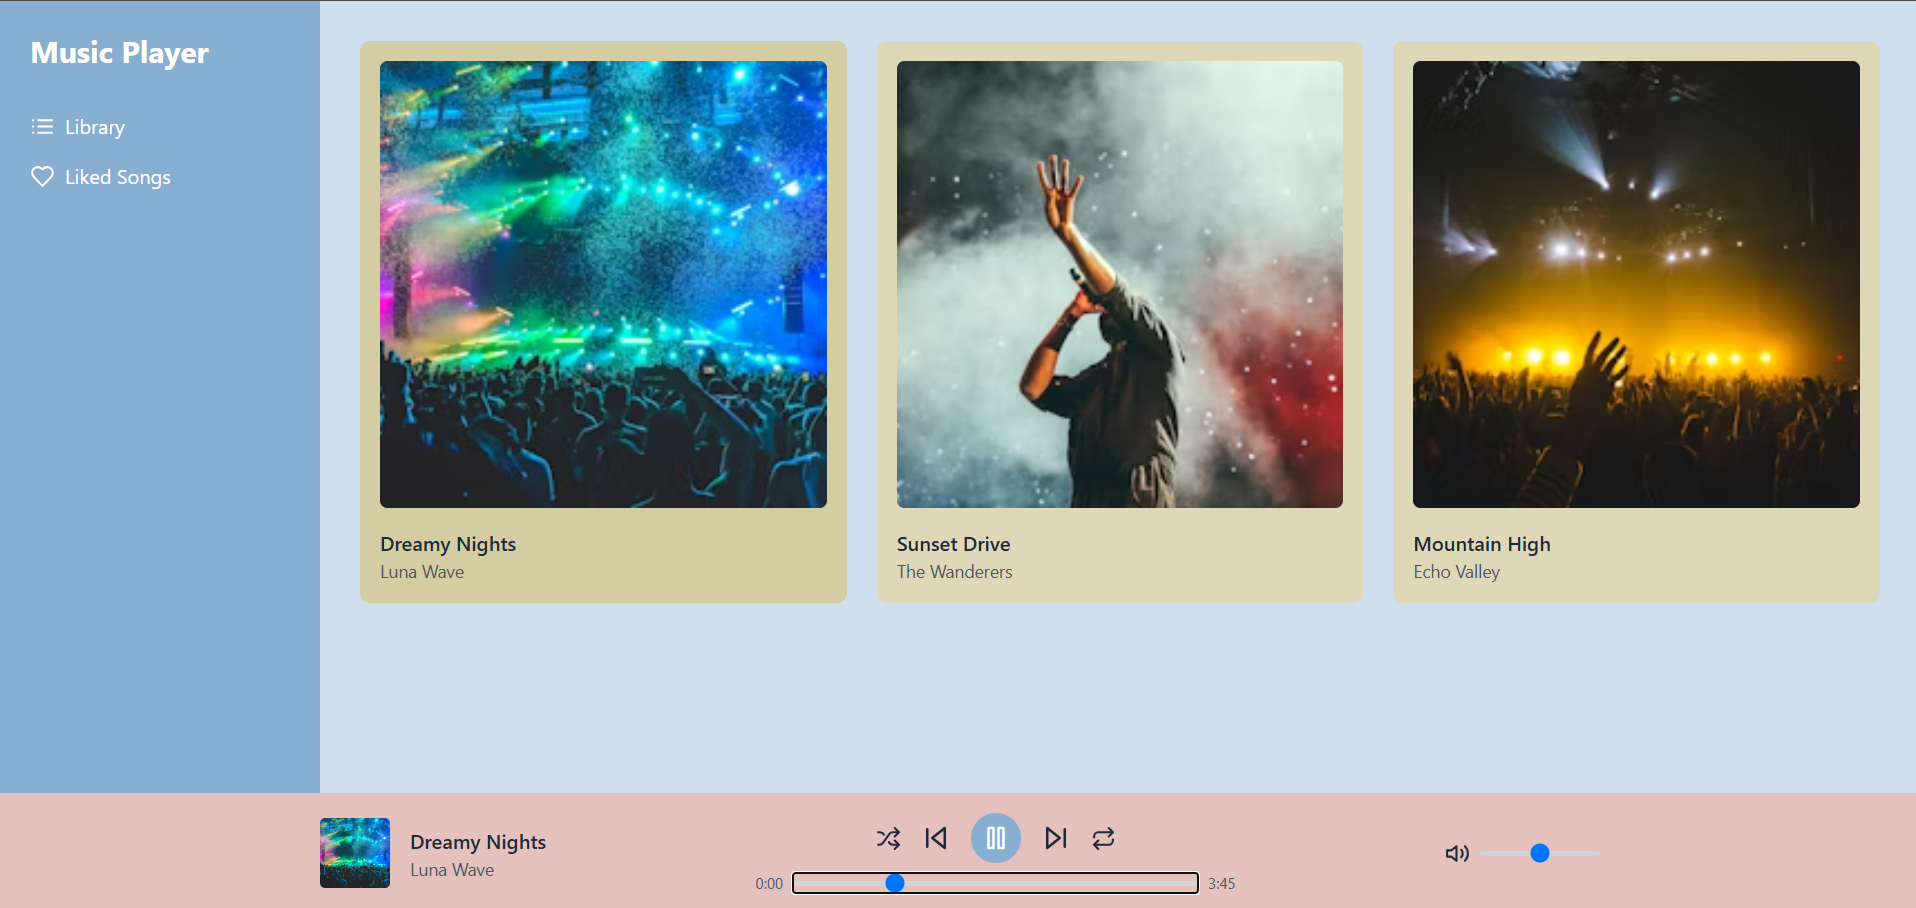 Music Player
Library
Liked Songs
Dreamy Nights
Luna Wave
Sunset Drive
The Wanderers
Mountain High
Echo Valley
Dreamy Nights
Luna Wave
0:00
3:45